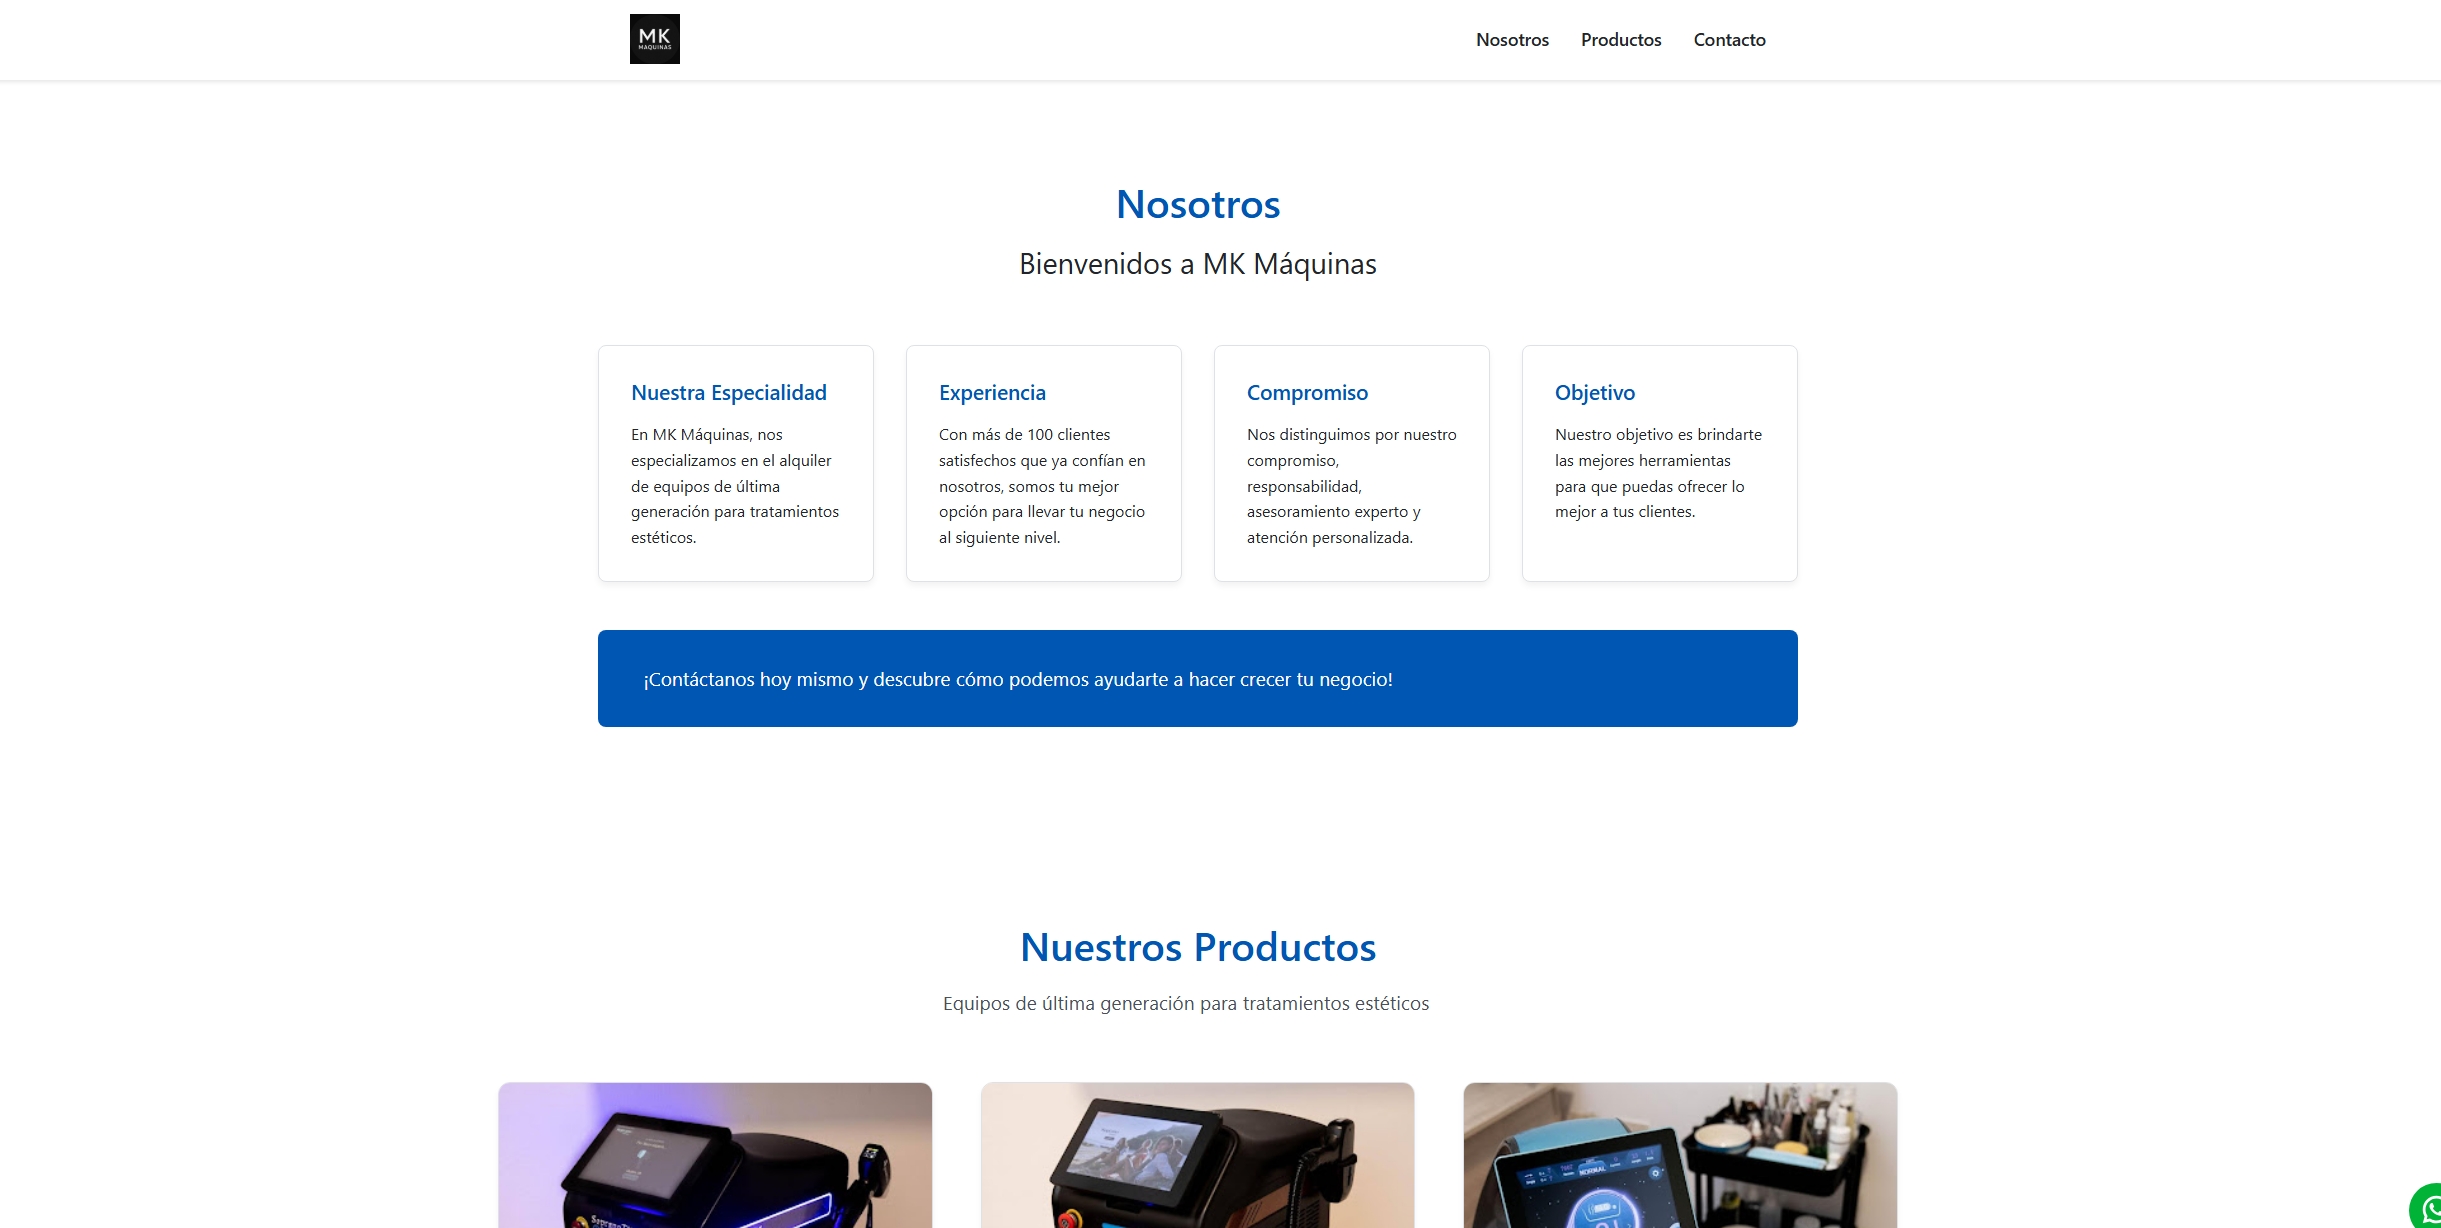 MK
MAQUINAS
Nosotros
Productos
Contacto
Nosotros
Bienvenidos a MK Máquinas
Nuestra Especialidad
En MK Máquinas, nos
especializamos en el alquiler
de equipos de última
generación para tratamientos
estéticos.
Experiencia
Con más de 100 clientes
satisfechos que ya confían en
nosotros, somos tu mejor
opción para llevar tu negocio
al siguiente nivel.
Compromiso
Nos distinguimos por nuestro
compromiso,
responsabilidad,
asesoramiento experto y
atención personalizada.
Objetivo
Nuestro objetivo es brindarte
las mejores herramientas
para que puedas ofrecer lo
mejor a tus clientes.
¡Contáctanos hoy mismo y descubre cómo podemos ayudarte a hacer crecer tu negocio!
Nuestros Productos
Equipos de última generación para tratamientos estéticos
NORMAL